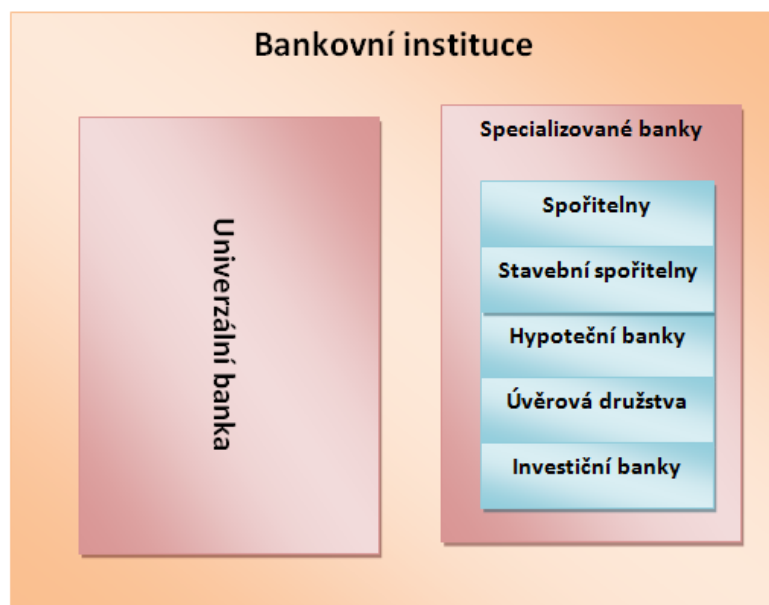 Bankovní instituce
Univerzální banka
Specializované banky
Spořitelny
Stavební spořitelny
Hypoteční banky
Úvěrová družstva
Investiční banky